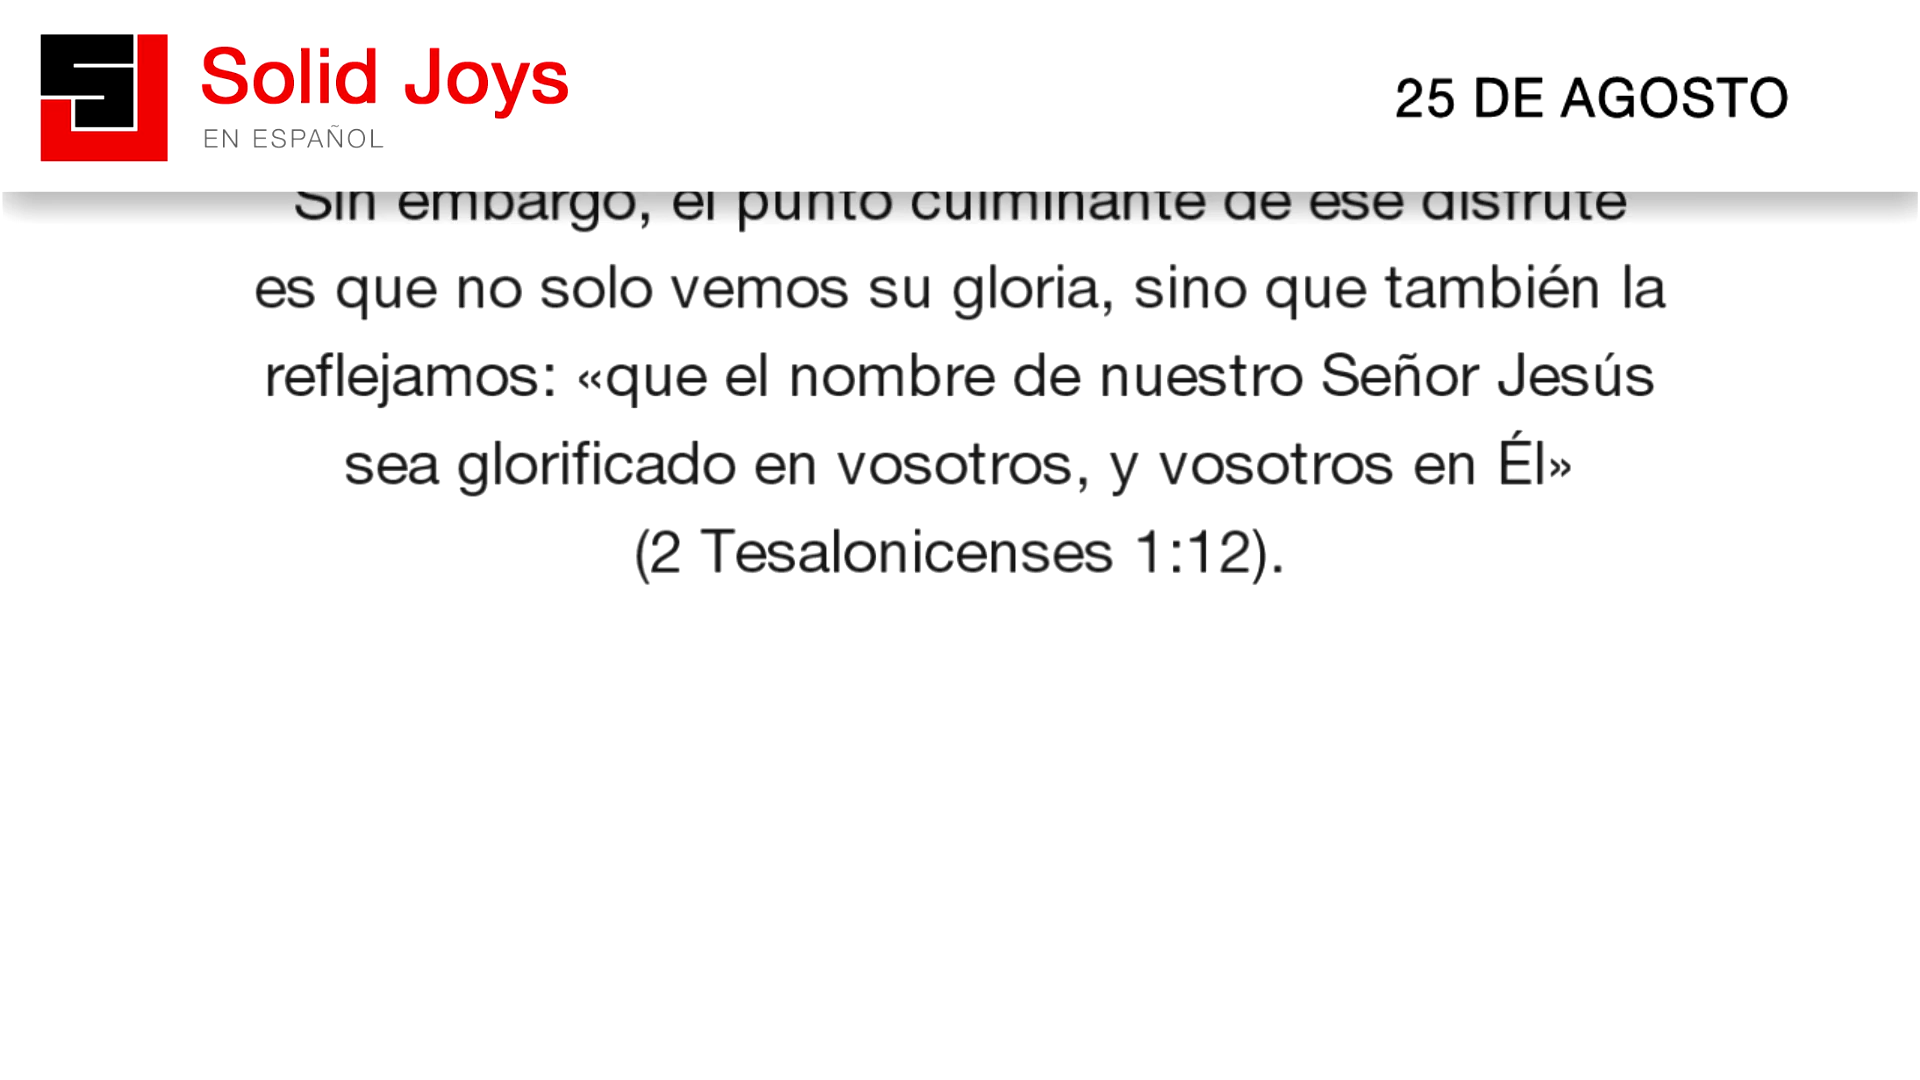 Solid Joys
EN ESPAÑOL
25 DE AGOSTO
Sin embargo, el punto culminante de ese disfrute
es que no solo vemos su gloria, sino que también la
reflejamos: «que el nombre de nuestro Señor Jesús
sea glorificado en vosotros, y vosotros en Él»
(2 Tesalonicenses 1:12).